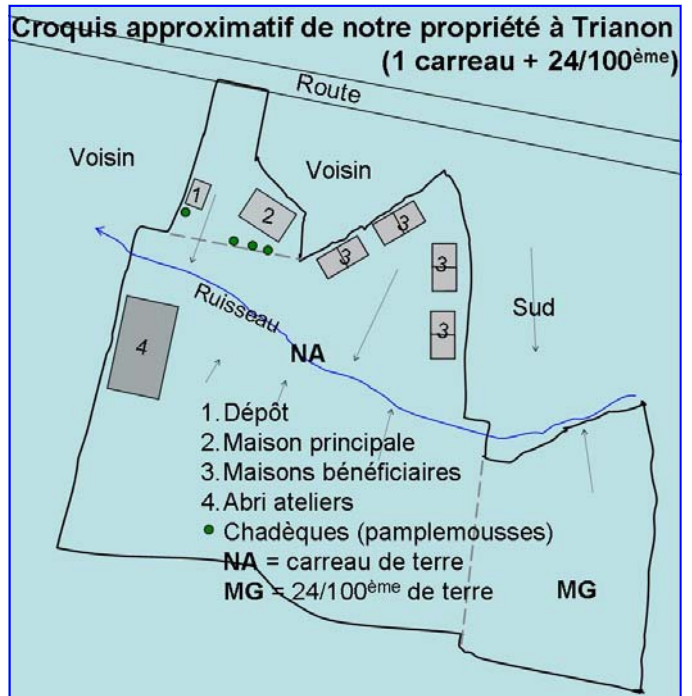 Croquis approximatif de notre propriété à Trianon
(1 carreau + 24/100ème)
Route
Voisin
Voisin
1
2
3
3
3
3
Sud
Ruisseau
4
NA
1. Dépôt
2. Maison principale
3. Maisons bénéficiaires
4. Abri ateliers
Chadèques (pamplemousses)
NA = carreau de terre
MG = 24/100ème de terre
MG